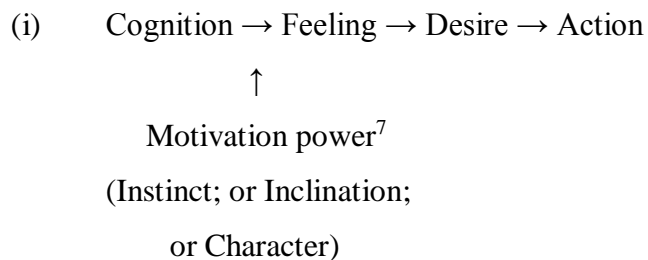 (i) Cognition → Feeling → Desire → Action
↑
Motivation power⁷
(Instinct; or Inclination;
or Character)